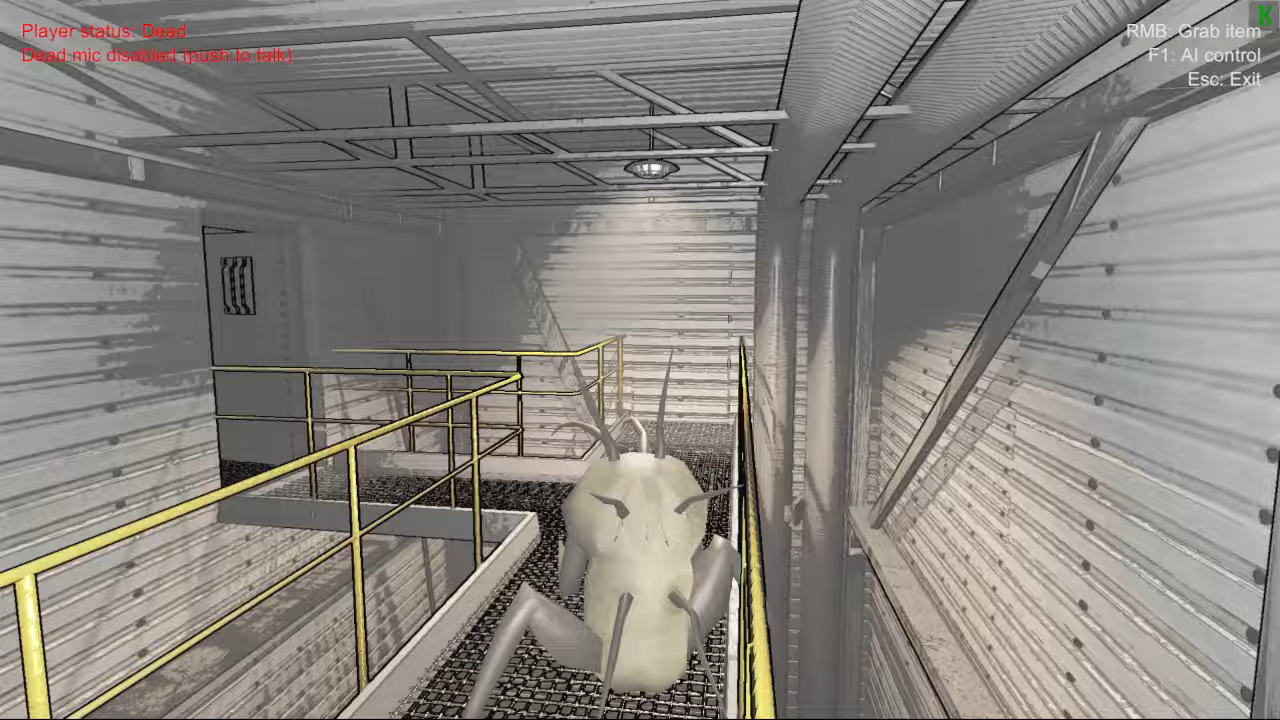 Player status: Dead
Dead mic disabled (push to talk)
K
RMB: Grab item
F1: AI control
Esc: Exit